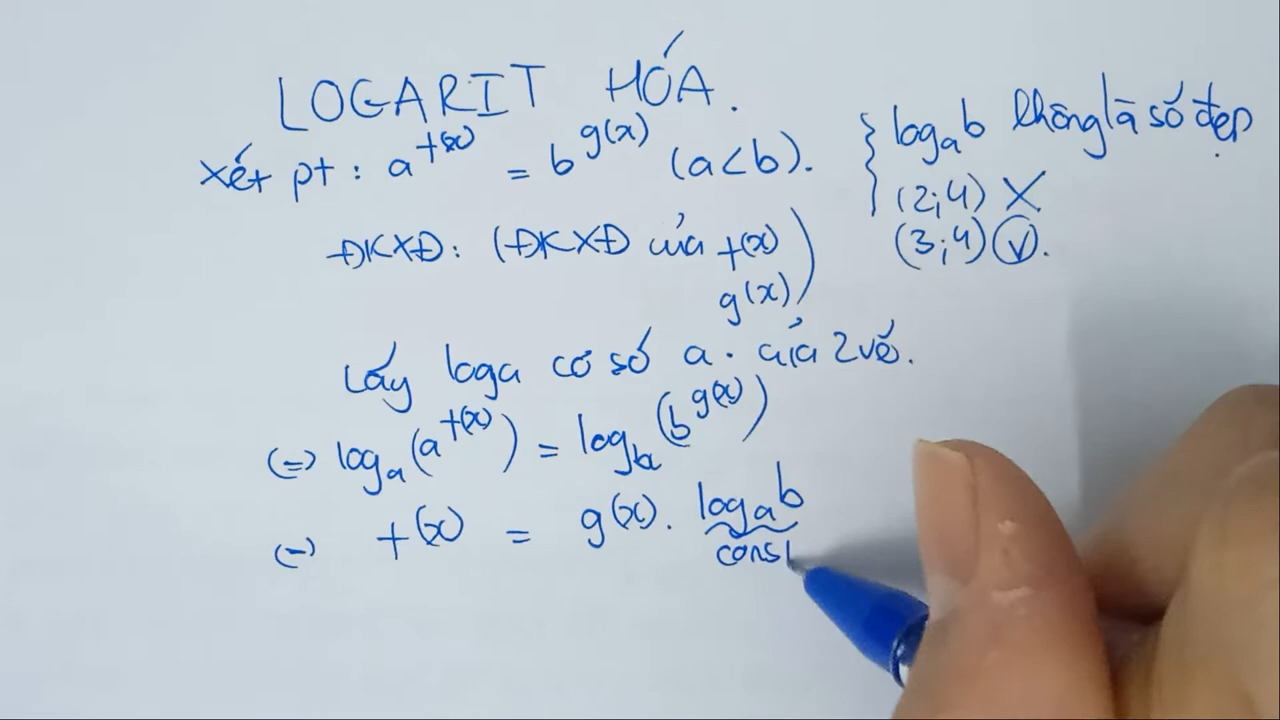 LOGARIT HÓA.
Xét pt: a^f(x) = b^g(x) (a<b).
{ log_a b không là số đẹp
(2;4) X
(3;4) V.
ĐKXĐ: (ĐKXĐ của f(x)
g(x))
Lấy loga cơ số a. của 2 vế.
(=) log_a(a^f(x)) = log_a(b^g(x))
(=) f(x) = g(x). log_a b
const